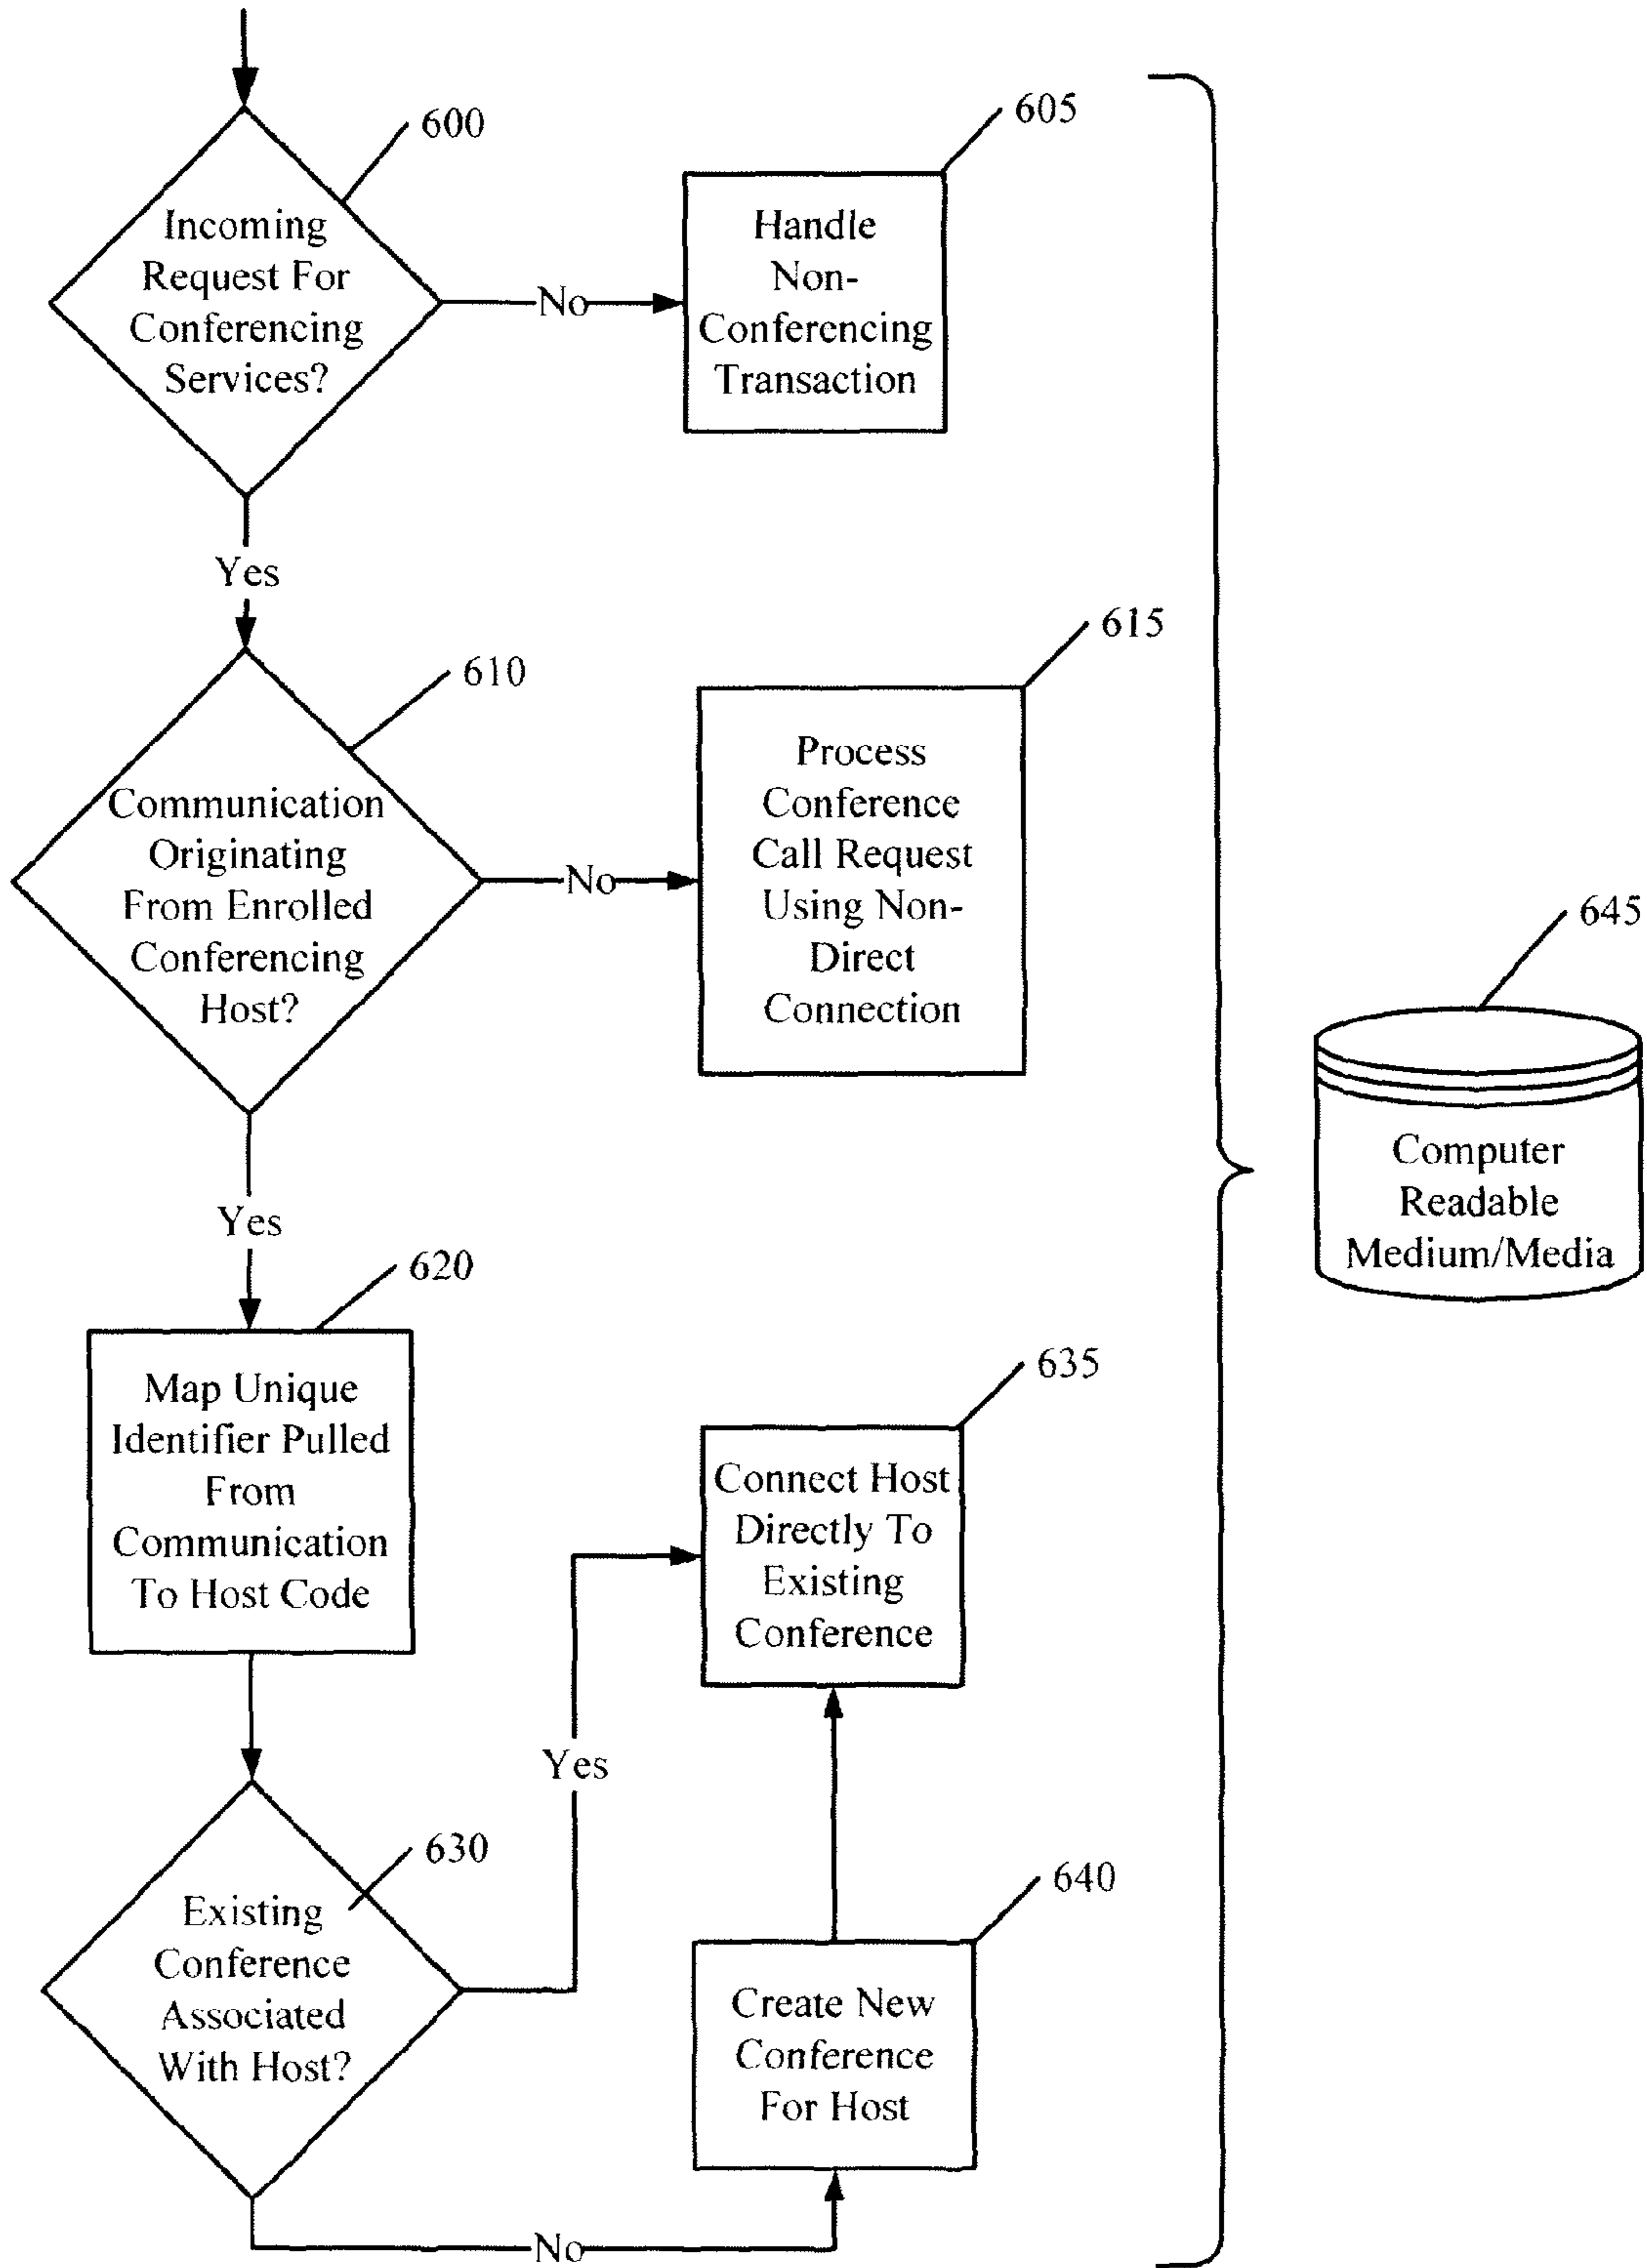 600
Incoming
Request For
Conferencing
Services?
No
605
Handle
Non-
Conferencing
Transaction
Yes
610
Communication
Originating
From Enrolled
Conferencing
Host?
No
615
Process
Conference
Call Request
Using Non-
Direct
Connection
Yes
620
Map Unique
Identifier Pulled
From
Communication
To Host Code
630
Existing
Conference
Associated
With Host?
Yes
635
Connect Host
Directly To
Existing
Conference
No
640
Create New
Conference
For Host
645
Computer
Readable
Medium/Media